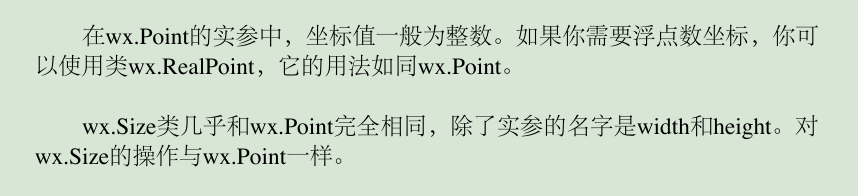 在wx.Point的实参中，坐标值一般为整数。如果你需要浮点数坐标，你可
以使用类wx.RealPoint，它的用法如同wx.Point。
wx.Size类几乎和wx.Point完全相同，除了实参的名字是width和height。对
wx.Size的操作与wx.Point一样。